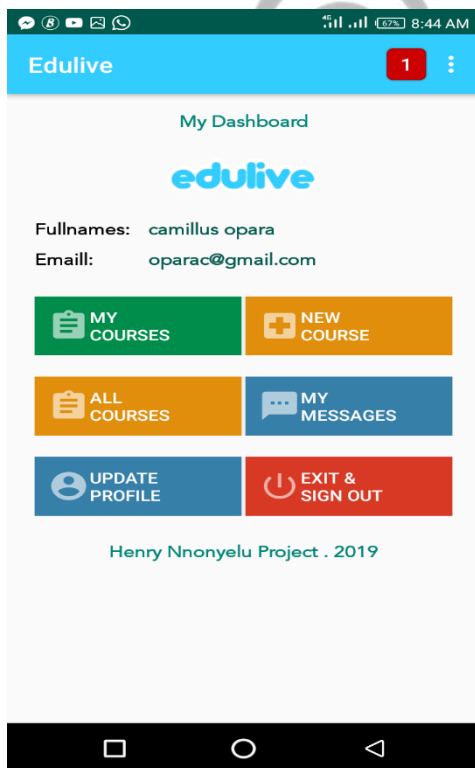 67% 8:44 AM
Edulive
1
My Dashboard
edulive
Fullnames: camillus opara
Emaill: oparac@gmail.com
MY
COURSES
NEW
COURSE
ALL
COURSES
MY
MESSAGES
UPDATE
PROFILE
EXIT &
SIGN OUT
Henry Nnonyelu Project . 2019